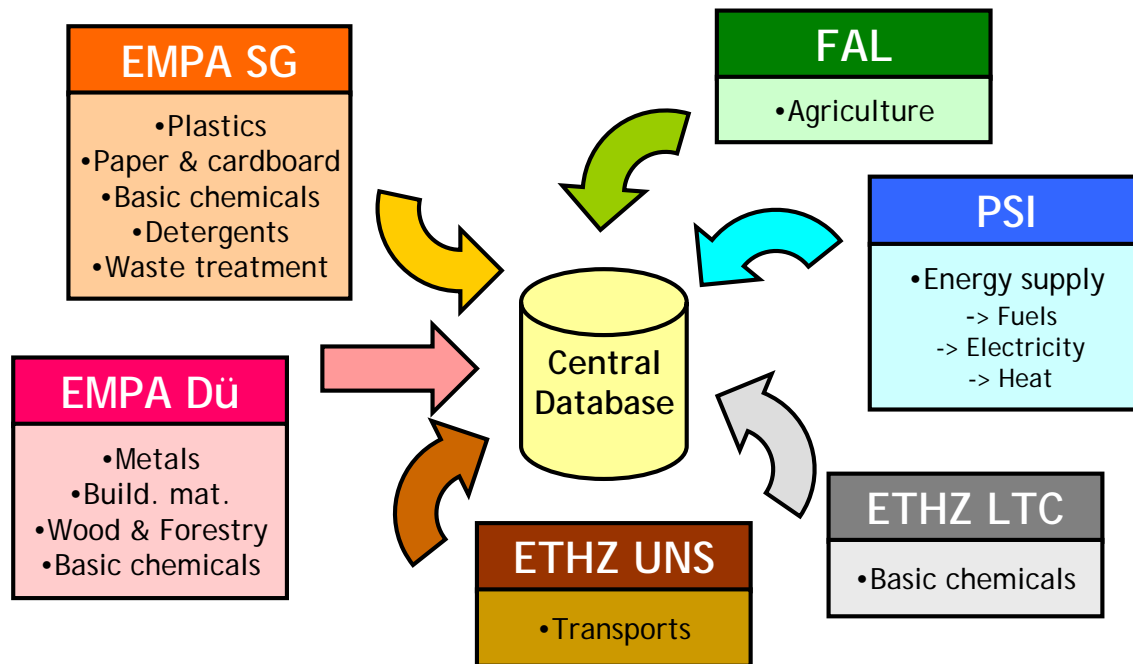 EMPA SG
•Plastics
•Paper & cardboard
•Basic chemicals
•Detergents
•Waste treatment
FAL
•Agriculture
PSI
•Energy supply
-> Fuels
-> Electricity
-> Heat
Central
Database
EMPA Dü
•Metals
•Build. mat.
•Wood & Forestry
•Basic chemicals
ETHZ UNS
•Transports
ETHZ LTC
•Basic chemicals